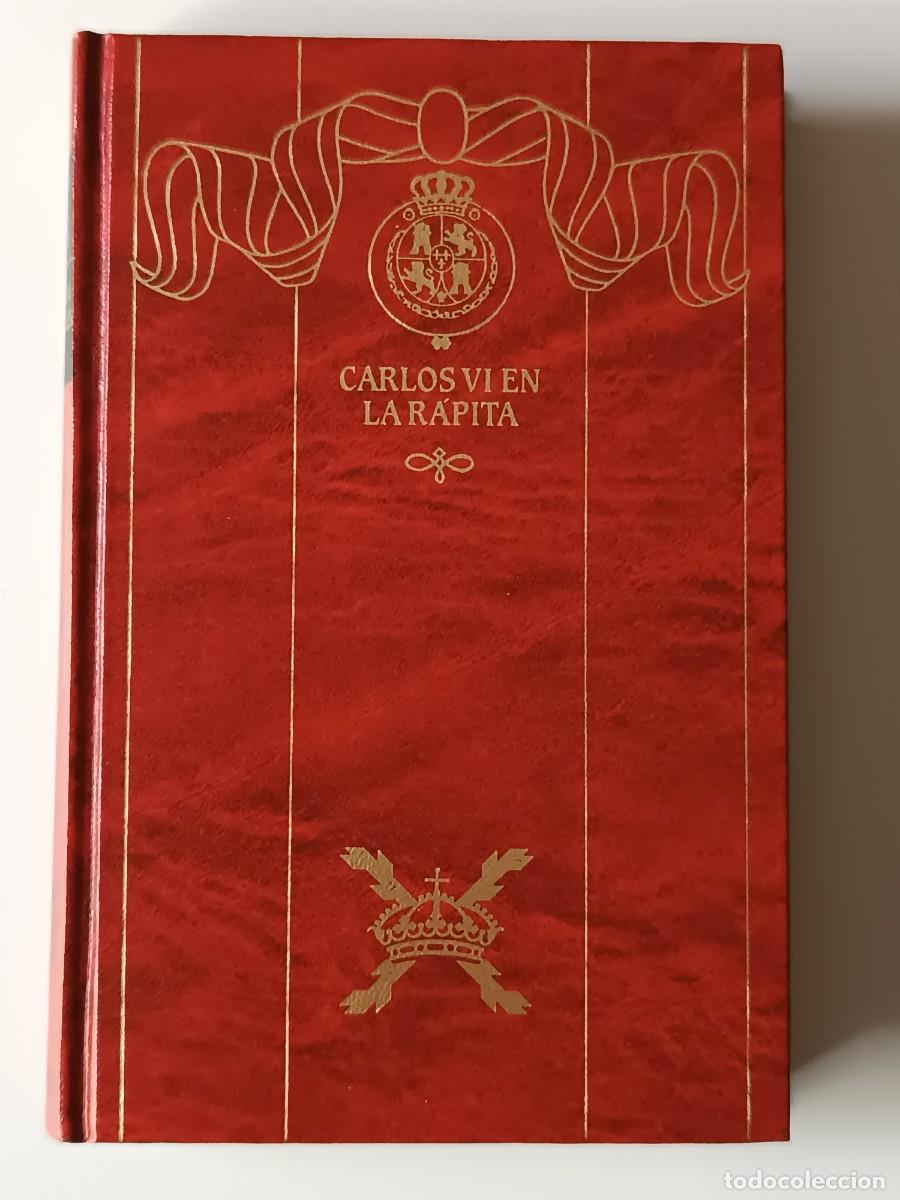 CARLOS VI EN
LA RÁPITA
todocoleccion